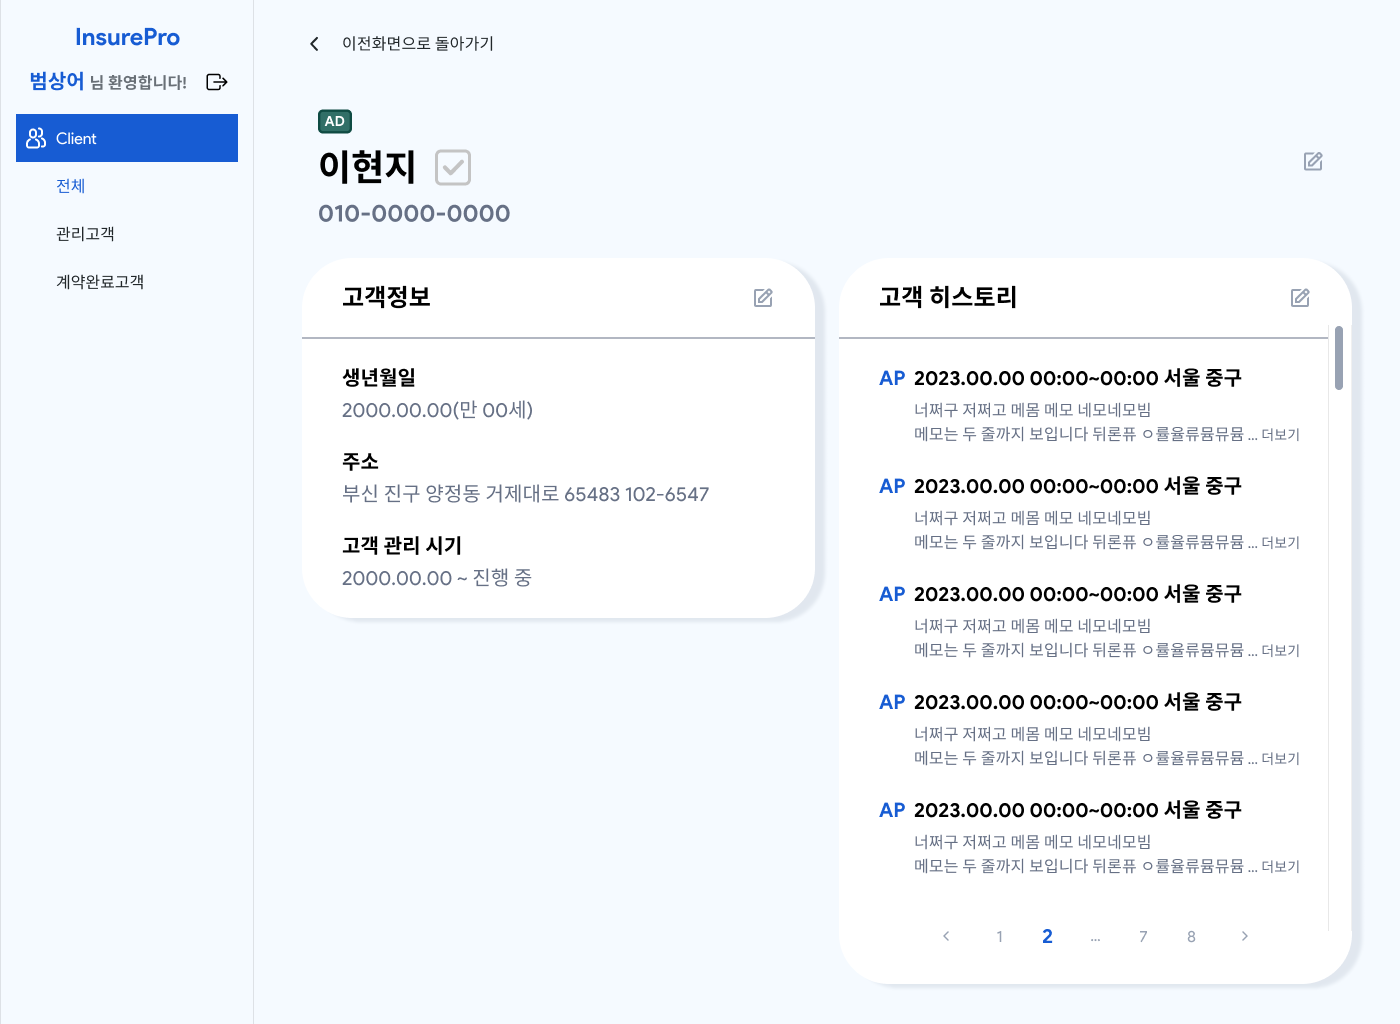 InsurePro
범상어 님 환영합니다!
Client
전체
관리고객
계약완료고객
이전화면으로 돌아가기
AD
이현지
010-0000-0000
고객정보
생년월일
2000.00.00(만 00세)
주소
부신 진구 양정동 거제대로 65483 102-6547
고객 관리 시기
2000.00.00 ~ 진행 중
고객 히스토리
AP 2023.00.00 00:00~00:00 서울 중구
너쩌구 저쩌고 메몸 메모 네모네모빔
메모는 두 줄까지 보입니다 뒤론퓨 ㅇ률율류뮴뮤뮴 ... 더보기
AP 2023.00.00 00:00~00:00 서울 중구
너쩌구 저쩌고 메몸 메모 네모네모빔
메모는 두 줄까지 보입니다 뒤론퓨 ㅇ률율류뮴뮤뮴 ... 더보기
AP 2023.00.00 00:00~00:00 서울 중구
너쩌구 저쩌고 메몸 메모 네모네모빔
메모는 두 줄까지 보입니다 뒤론퓨 ㅇ률율류뮴뮤뮴 ... 더보기
AP 2023.00.00 00:00~00:00 서울 중구
너쩌구 저쩌고 메몸 메모 네모네모빔
메모는 두 줄까지 보입니다 뒤론퓨 ㅇ률율류뮴뮤뮴 ... 더보기
AP 2023.00.00 00:00~00:00 서울 중구
너쩌구 저쩌고 메몸 메모 네모네모빔
메모는 두 줄까지 보입니다 뒤론퓨 ㅇ률율류뮴뮤뮴 ... 더보기
1 2 ... 7 8